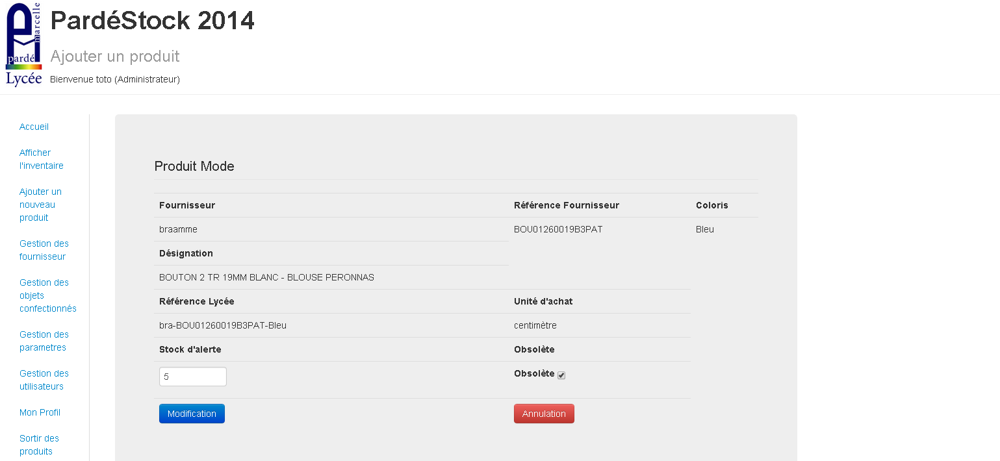 marcelle
pardé
Lycée
PardéStock 2014
Ajouter un produit
Bienvenue toto (Administrateur)
Accueil
Afficher
l'inventaire
Ajouter un
nouveau
produit
Gestion des
fournisseur
Gestion des
objets
confectionnés
Gestion des
parametres
Gestion des
utilisateurs
Mon Profil
Sortir des
produits
Produit Mode
Fournisseur Référence Fournisseur Coloris
braamme BOU01260019B3PAT Bleu
Désignation
BOUTON 2 TR 19MM BLANC - BLOUSE PERONNAS
Référence Lycée Unité d'achat
bra-BOU01260019B3PAT-Bleu centimètre
Stock d'alerte Obsolète
5 Obsolète
Modification Annulation